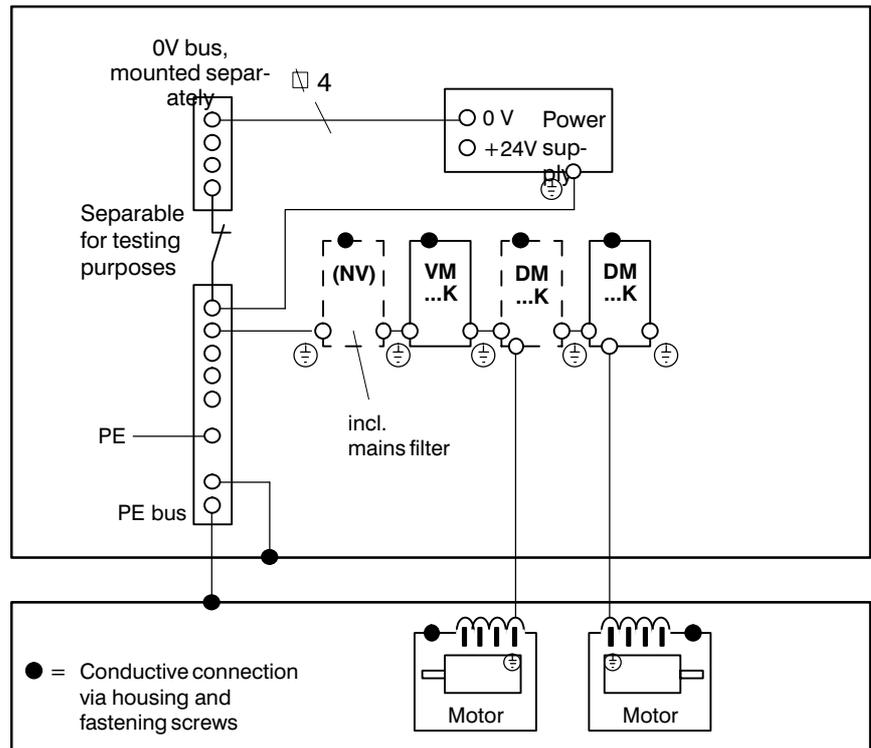 0V bus,
mounted separ-
ately
4
0 V
+24V
Power
sup-
ply
Separable
for testing
purposes
(NV)
VM
...K
DM
...K
DM
...K
incl.
mains filter
PE
PE bus
= Conductive connection
via housing and
fastening screws
Motor
Motor